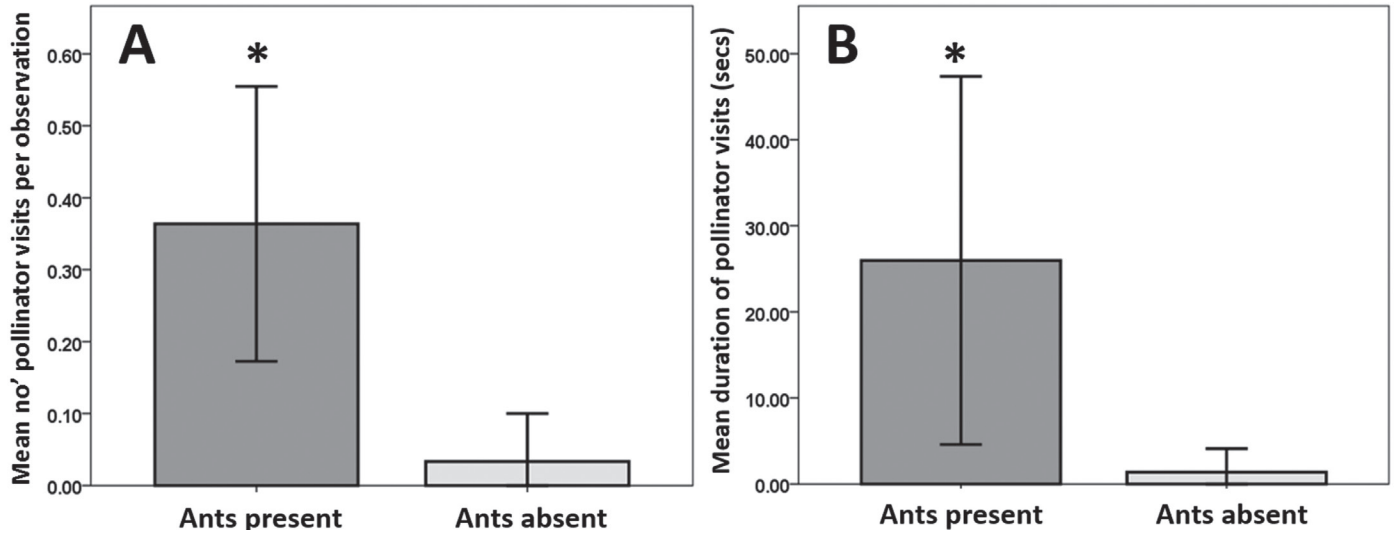 A
*
Mean no' pollinator visits per observation
0.60
0.50
0.40
0.30
0.20
0.10
0.00
Ants present
Ants absent
B
*
Mean duration of pollinator visits (secs)
50.00
40.00
30.00
20.00
10.00
0.00
Ants present
Ants absent